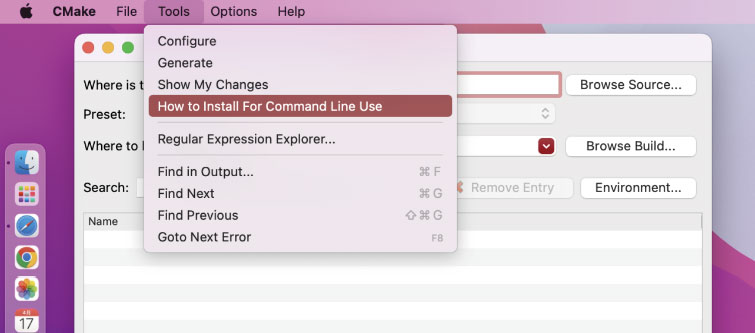 CMake File Tools Options Help
Configure
Generate
Show My Changes
How to Install For Command Line Use
Regular Expression Explorer...
Find in Output... ⌘ F
Find Next ⌘ G
Find Previous ⇧ ⌘ G
Goto Next Error F8
Where is t
Browse Source...
Preset:
Where to
Browse Build...
Search:
Remove Entry
Environment...
Name
4월
17